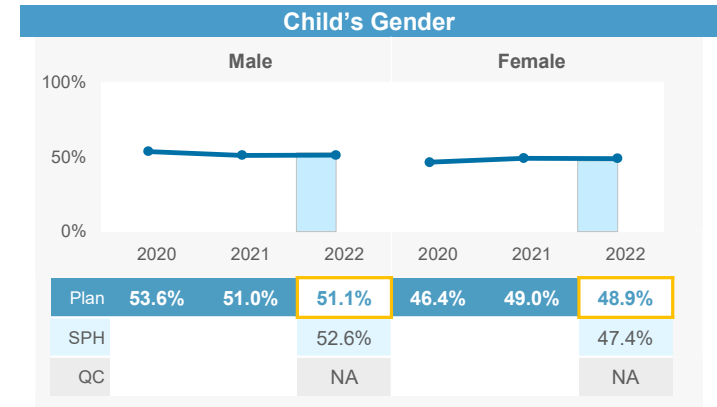 Child's Gender
Male Female
100%
50%
0%
2020 2021 2022 2020 2021 2022
Plan 53.6% 51.0% 51.1% 46.4% 49.0% 48.9%
SPH 52.6% 47.4%
QC NA NA